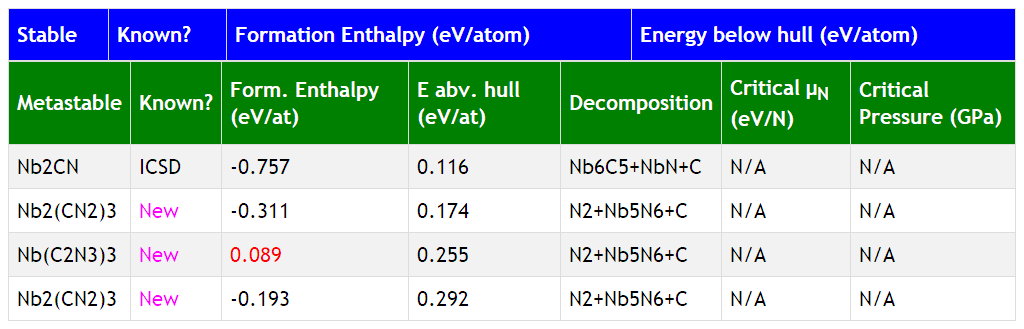 Stable Known? Formation Enthalpy (eV/atom) Energy below hull (eV/atom)
Metastable Known? Form. Enthalpy (eV/at) E abv. hull (eV/at) Decomposition Critical μN (eV/N) Critical Pressure (GPa)
Nb2CN ICSD -0.757 0.116 Nb6C5+NbN+C N/A N/A
Nb2(CN2)3 New -0.311 0.174 N2+Nb5N6+C N/A N/A
Nb(C2N3)3 New 0.089 0.255 N2+Nb5N6+C N/A N/A
Nb2(CN2)3 New -0.193 0.292 N2+Nb5N6+C N/A N/A